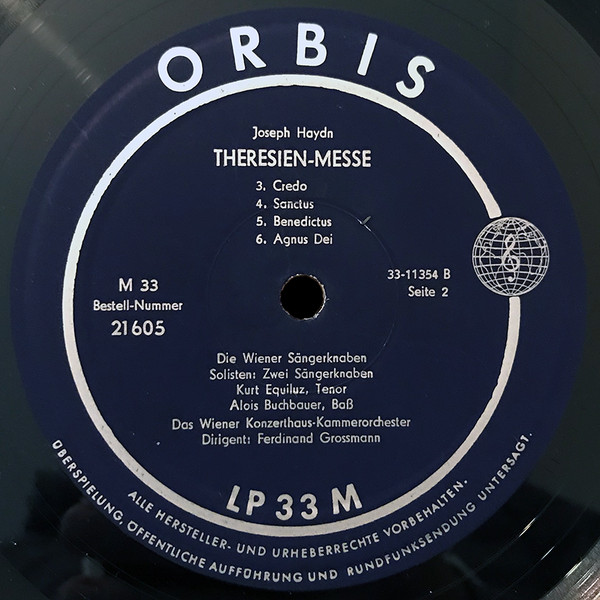 ORBIS
Joseph Haydn
THERESIEN-MESSE
3. Credo
4. Sanctus
5. Benedictus
6. Agnus Dei
M 33
Bestell-Nummer
21605
33-11354 B
Seite 2
Die Wiener Sängerknaben
Solisten: Zwei Sängerknaben
Kurt Equiluz, Tenor
Alois Buchbauer, Baß
Das Wiener Konzerthaus-Kammerorchester
Dirigent: Ferdinand Grossmann
LP 33 M
ALLE HERSTELLER- UND URHEBERRECHTE VORBEHALTEN.
ÜBERSPIELUNG, ÖFFENTLICHE AUFFÜHRUNG UND RUNDFUNKSENDUNG UNTERSAGT.